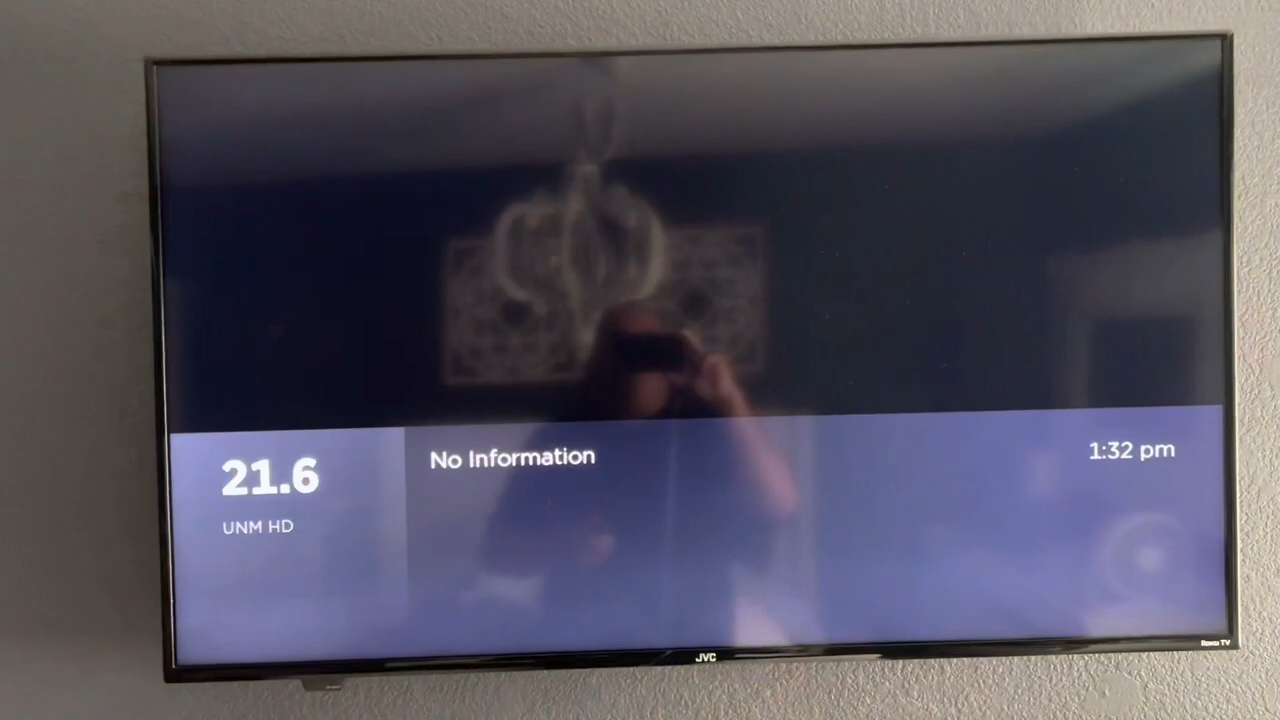 21.6
UNM HD
No Information
1:32 pm
JVC
Roku TV